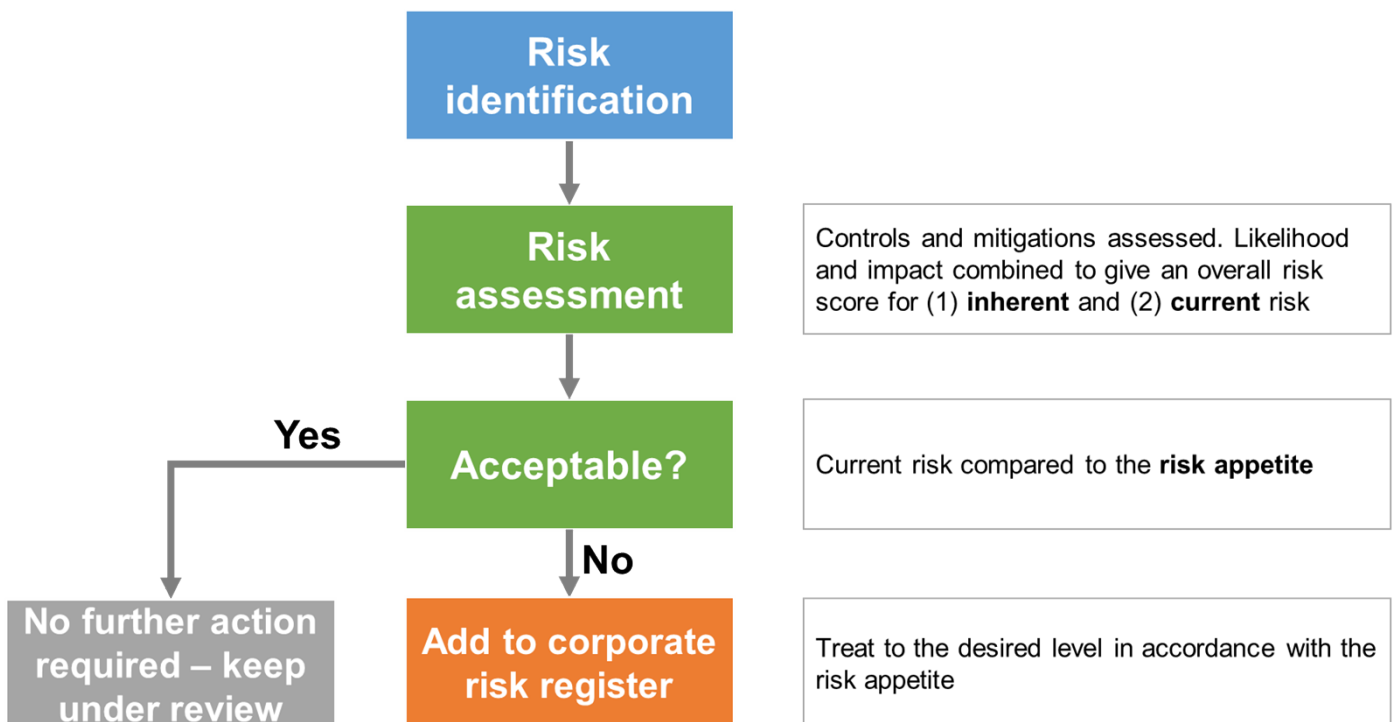 Risk
identification
Risk
assessment
Controls and mitigations assessed. Likelihood
and impact combined to give an overall risk
score for (1) inherent and (2) current risk
Yes
Acceptable?
Current risk compared to the risk appetite
No
No further action
required – keep
under review
Add to corporate
risk register
Treat to the desired level in accordance with the
risk appetite